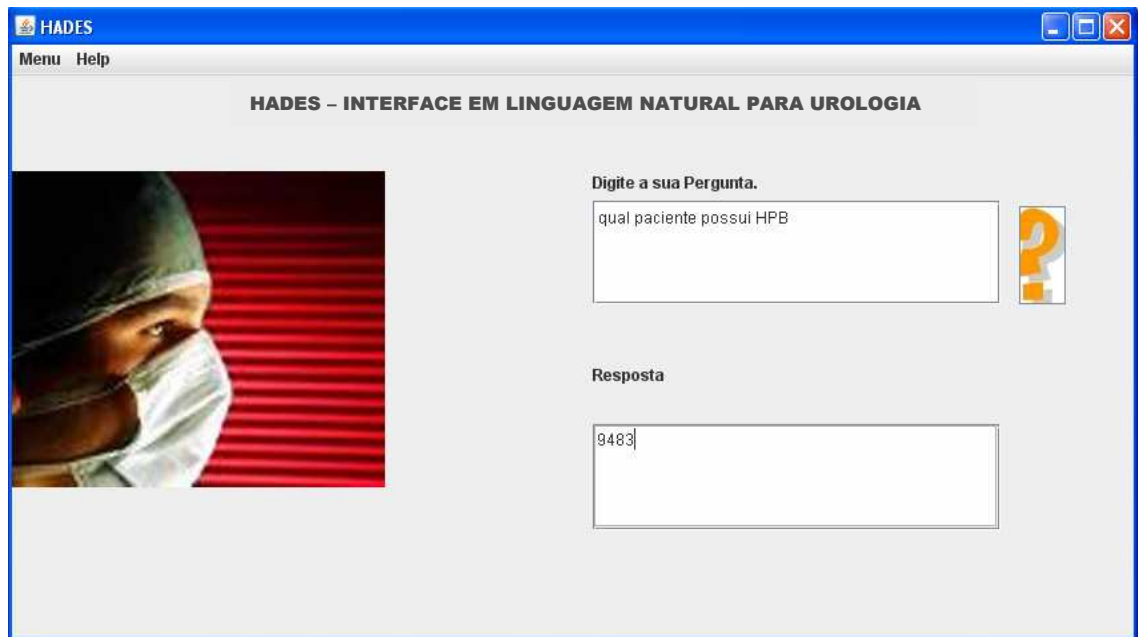 HADES
Menu Help
HADES – INTERFACE EM LINGUAGEM NATURAL PARA UROLOGIA
Digite a sua Pergunta.
qual paciente possui HPB
?
Resposta
9483